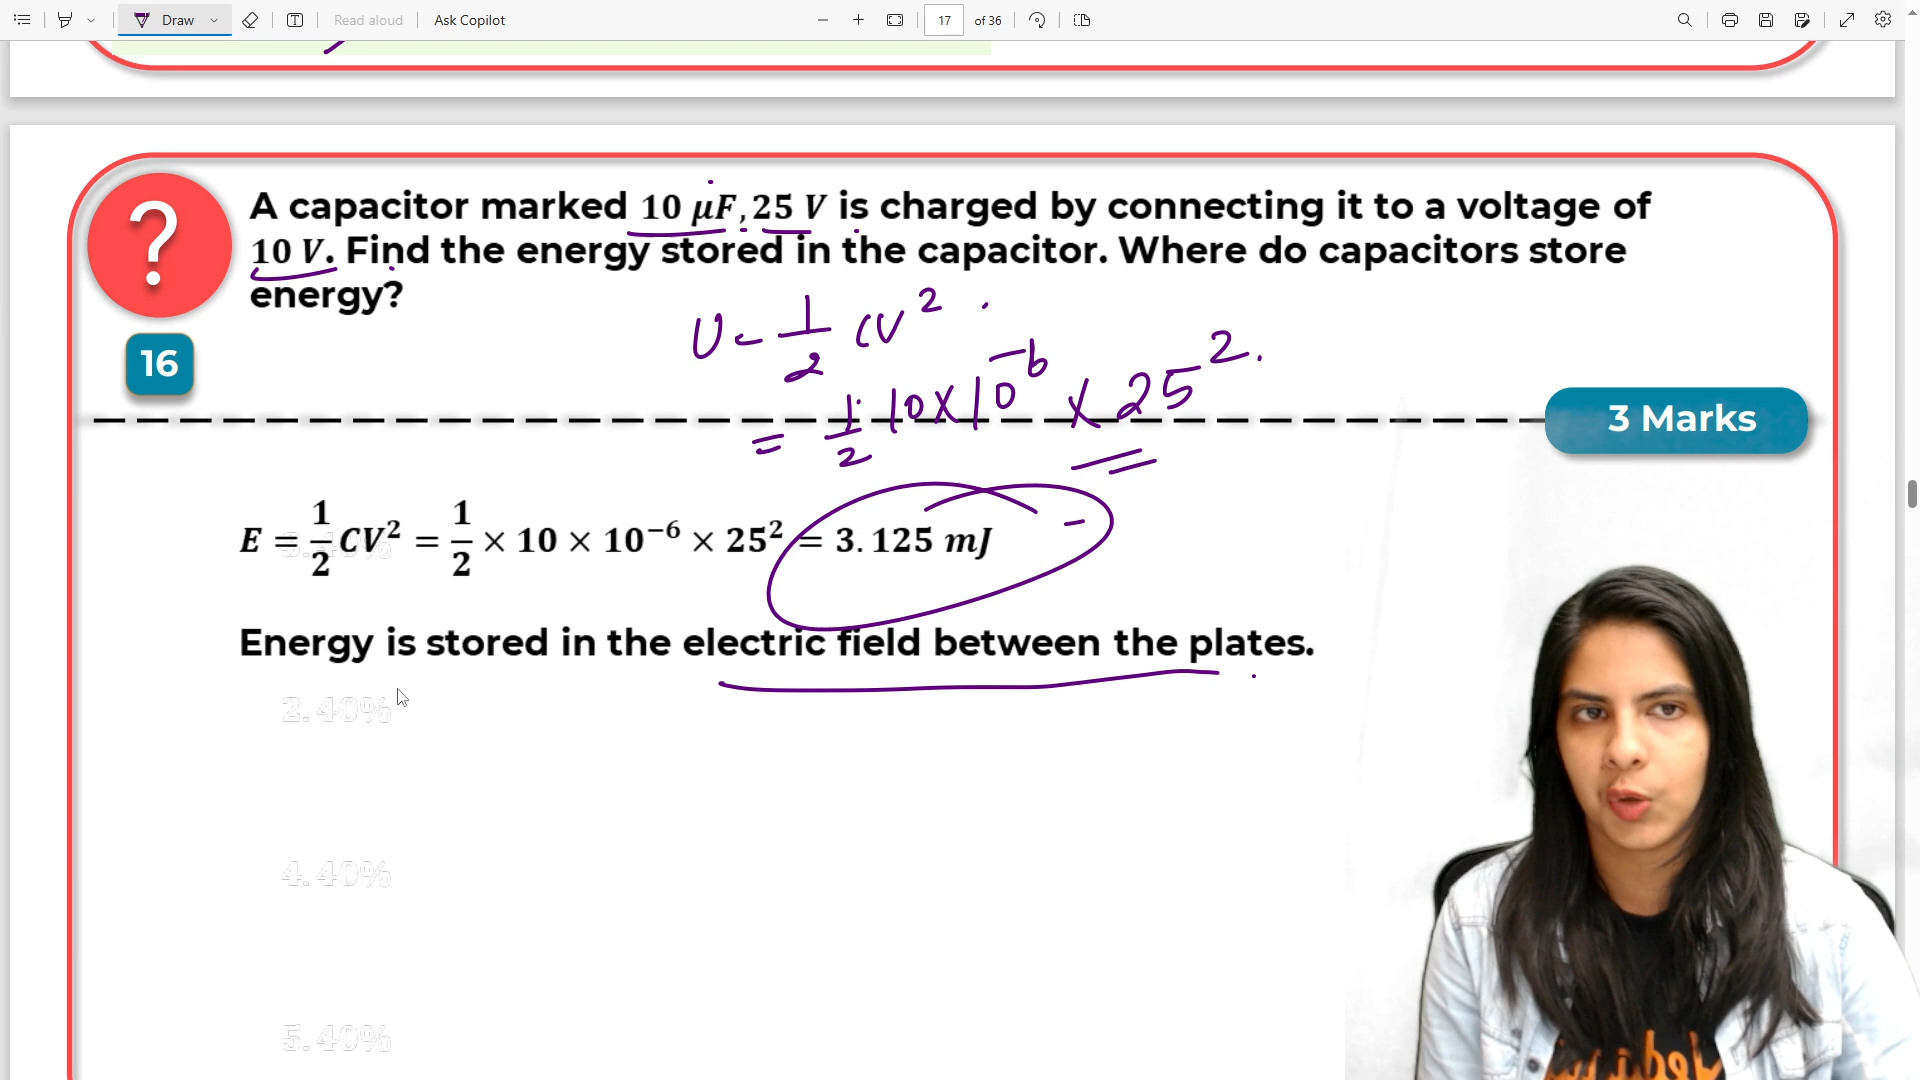 Draw
Read aloud
Ask Copilot
17 of 36
A capacitor marked 10 μF, 25 V is charged by connecting it to a voltage of
10 V. Find the energy stored in the capacitor. Where do capacitors store
energy?
?
16
U = 1/2 CV²
= 1/2 10×10⁻⁶ × 25²
3 Marks
E = 1/2 CV² = 1/2 × 10 × 10⁻⁶ × 25² = 3.125 mJ
Energy is stored in the electric field between the plates.
2.40%
4.40%
5.40%